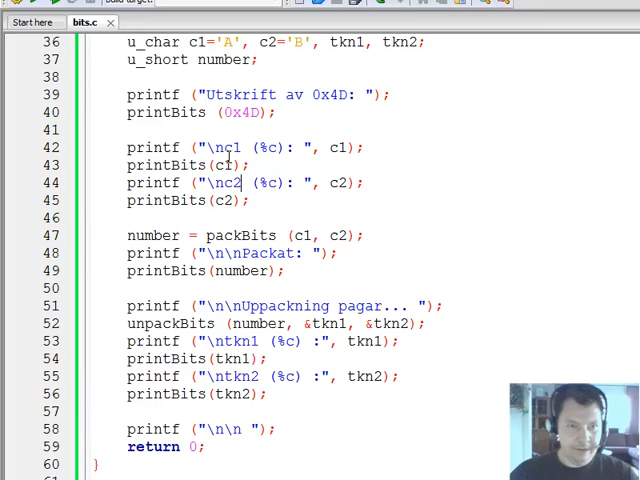 Build target:
Start here bits.c
36 u_char c1='A', c2='B', tkn1, tkn2;
37 u_short number;
38
39 printf ("Utskrift av 0x4D: ");
40 printBits (0x4D);
41
42 printf ("\nc1 (%c): ", c1);
43 printBits(c1);
44 printf ("\nc2 (%c): ", c2);
45 printBits(c2);
46
47 number = packBits (c1, c2);
48 printf ("\n\nPackat: ");
49 printBits(number);
50
51 printf ("\n\nUppackning pagar... ");
52 unpackBits (number, &tkn1, &tkn2);
53 printf ("\ntkn1 (%c) :", tkn1);
54 printBits(tkn1);
55 printf ("\ntkn2 (%c) :", tkn2);
56 printBits(tkn2);
57
58 printf ("\n\n ");
59 return 0;
60 }